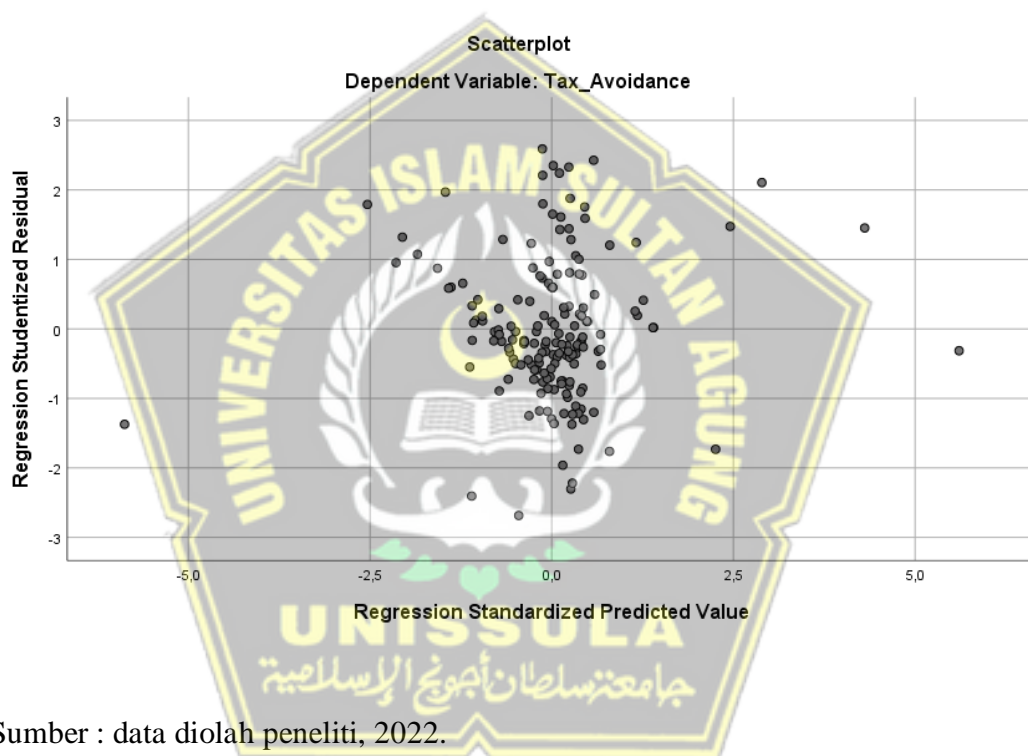 Scatterplot
Dependent Variable: Tax_Avoidance
Regression Studentized Residual
3
2
1
0
-1
-2
-3
-5,0
-2,5
0,0
2,5
5,0
Regression Standardized Predicted Value
UNIVERSITAS ISLAM SULTAN AGUNG
UNISSULA
جامعة سلطان أجونج الإسلامية
Sumber : data diolah peneliti, 2022.